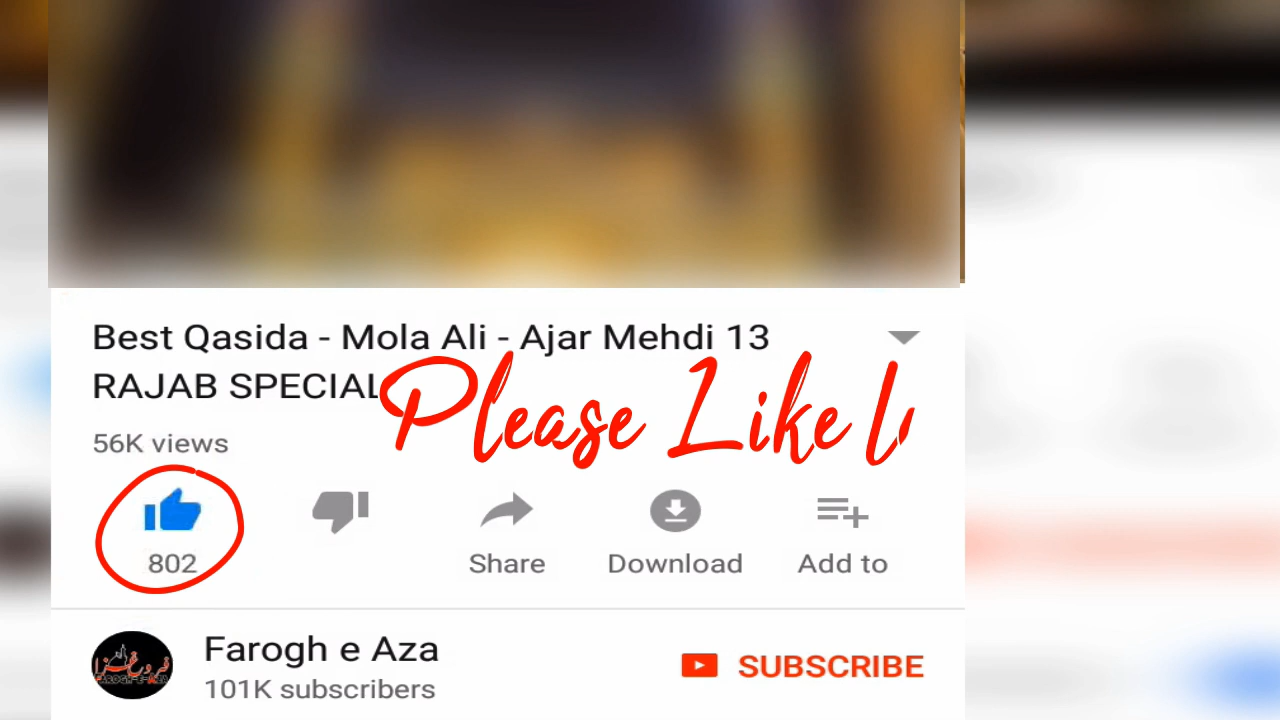 Best Qasida - Mola Ali - Ajar Mehdi 13
RAJAB SPECIAL
Please Like
56K views
802
Share
Download
Add to
Farogh e Aza
101K subscribers
SUBSCRIBE